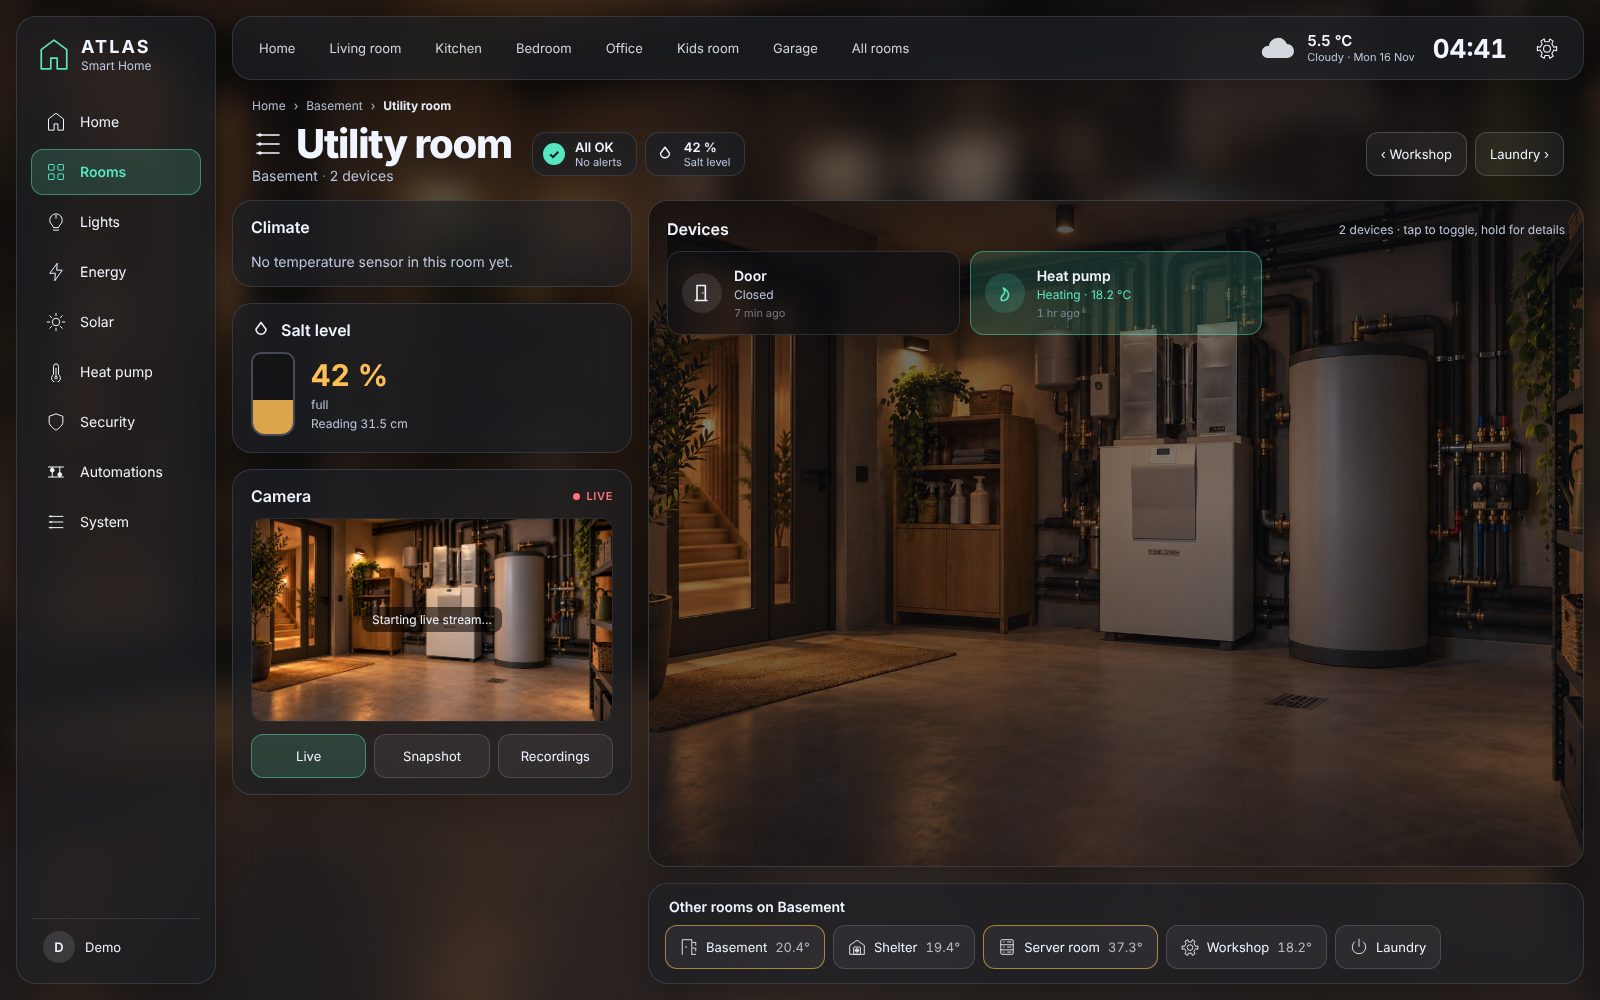 ATLAS
Smart Home
Home
Rooms
Lights
Energy
Solar
Heat pump
Security
Automations
System
D Demo
Home Living room Kitchen Bedroom Office Kids room Garage All rooms
5.5 °C
Cloudy · Mon 16 Nov
04:41
Home › Basement › Utility room
Utility room
Basement · 2 devices
All OK
No alerts
42 %
Salt level
‹ Workshop
Laundry ›
Climate
No temperature sensor in this room yet.
Salt level
42 %
full
Reading 31.5 cm
Camera
LIVE
Starting live stream...
Live
Snapshot
Recordings
Devices
2 devices · tap to toggle, hold for details
Door
Closed
7 min ago
Heat pump
Heating · 18.2 °C
1 hr ago
Other rooms on Basement
Basement 20.4°
Shelter 19.4°
Server room 37.3°
Workshop 18.2°
Laundry